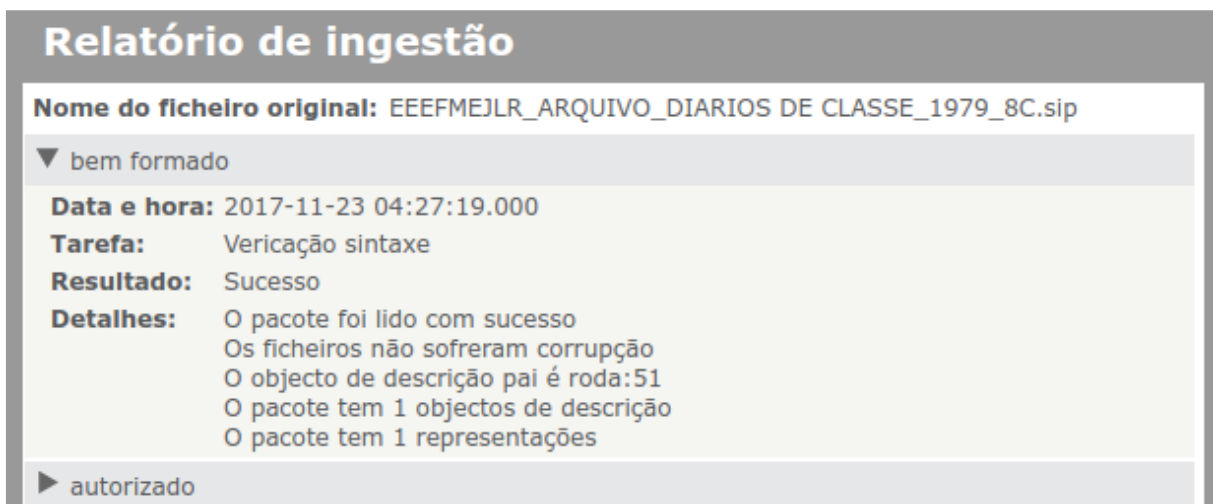 Relatório de ingestão
Nome do ficheiro original: EEEFMEJLR_ARQUIVO_DIARIOS DE CLASSE_1979_8C.sip
bem formado
Data e hora: 2017-11-23 04:27:19.000
Tarefa: Vericação sintaxe
Resultado: Sucesso
Detalhes: O pacote foi lido com sucesso
Os ficheiros não sofreram corrupção
O objecto de descrição pai é roda:51
O pacote tem 1 objectos de descrição
O pacote tem 1 representações
autorizado